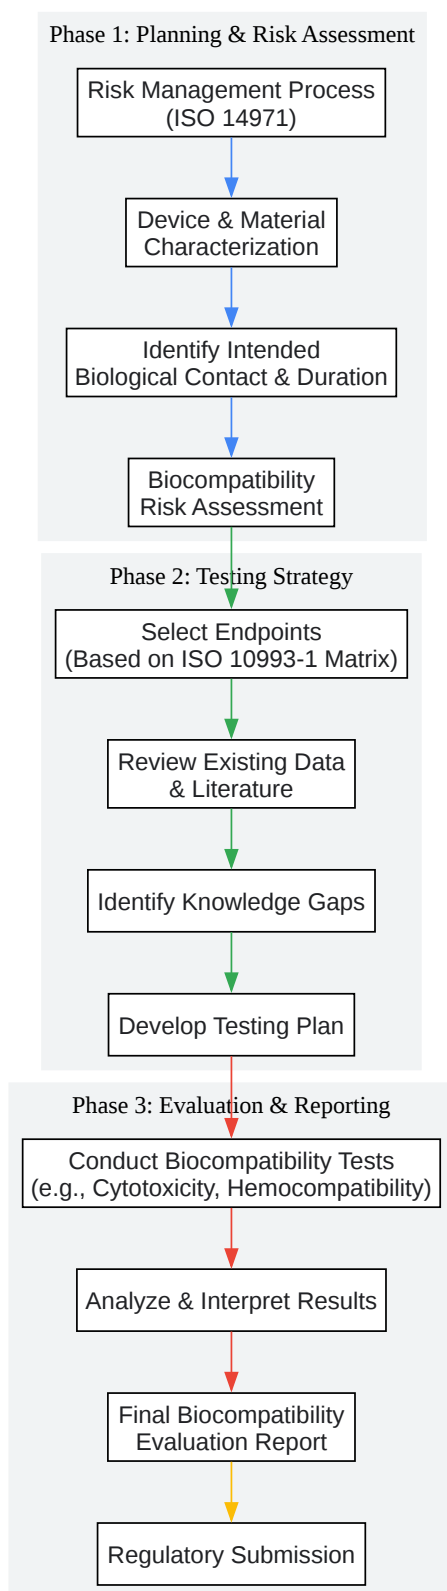 Phase 1: Planning & Risk Assessment
Risk Management Process
(ISO 14971)
Device & Material
Characterization
Identify Intended
Biological Contact & Duration
Biocompatibility
Risk Assessment
Phase 2: Testing Strategy
Select Endpoints
(Based on ISO 10993-1 Matrix)
Review Existing Data
& Literature
Identify Knowledge Gaps
Develop Testing Plan
Phase 3: Evaluation & Reporting
Conduct Biocompatibility Tests
(e.g., Cytotoxicity, Hemocompatibility)
Analyze & Interpret Results
Final Biocompatibility
Evaluation Report
Regulatory Submission